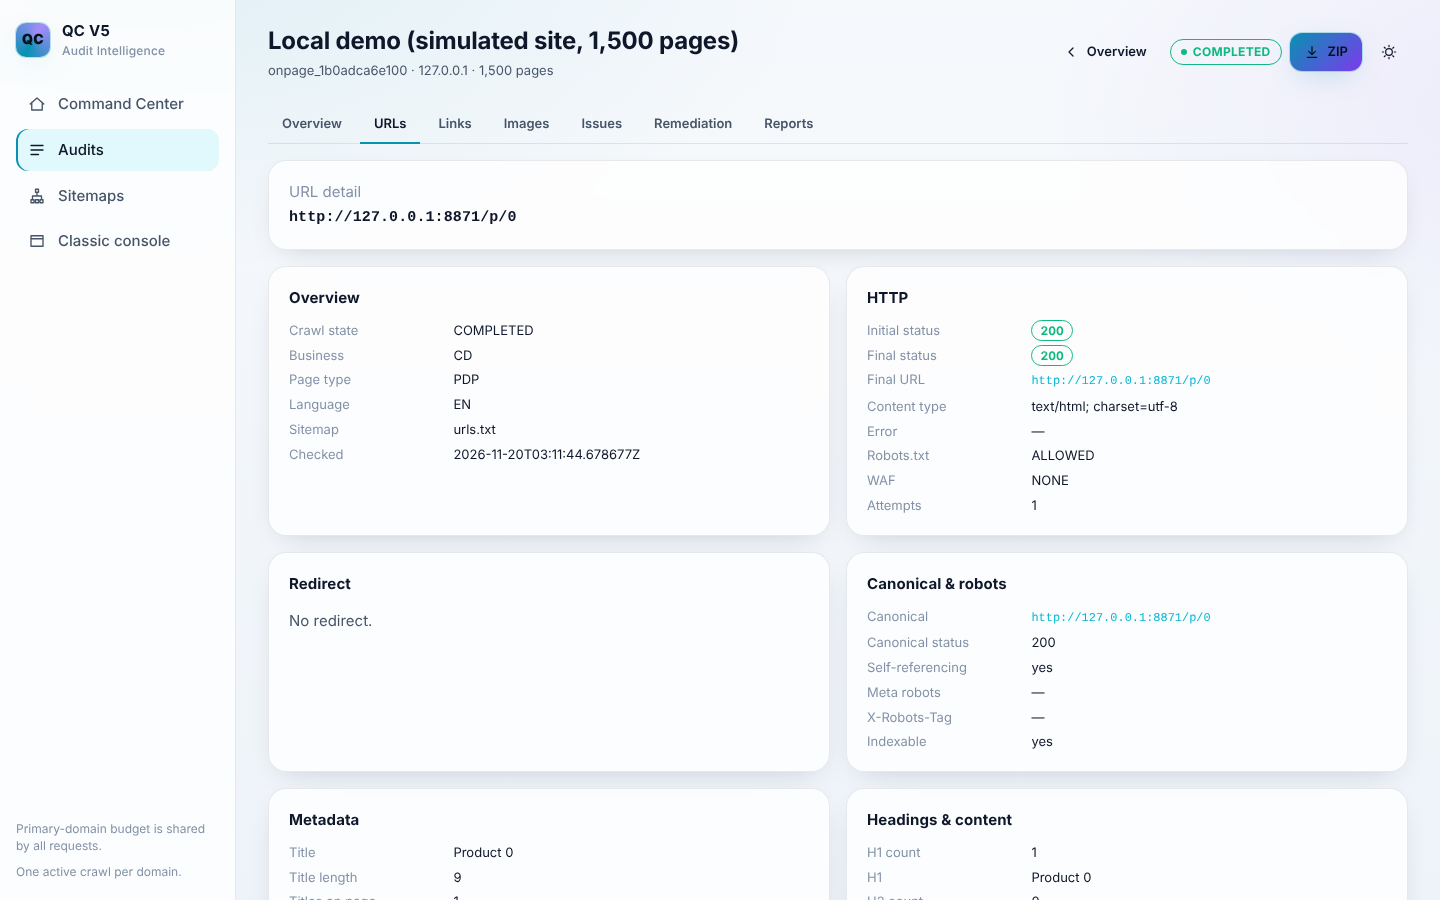 QC
QC V5
Audit Intelligence
Command Center
Audits
Sitemaps
Classic console
Primary-domain budget is shared
by all requests.
One active crawl per domain.
Local demo (simulated site, 1,500 pages)
onpage_1b0adca6e100 · 127.0.0.1 · 1,500 pages
Overview
COMPLETED
ZIP
Overview URLs Links Images Issues Remediation Reports
URL detail
http://127.0.0.1:8871/p/0
Overview
Crawl state COMPLETED
Business CD
Page type PDP
Language EN
Sitemap urls.txt
Checked 2026-11-20T03:11:44.678677Z
HTTP
Initial status 200
Final status 200
Final URL http://127.0.0.1:8871/p/0
Content type text/html; charset=utf-8
Error —
Robots.txt ALLOWED
WAF NONE
Attempts 1
Redirect
No redirect.
Canonical & robots
Canonical http://127.0.0.1:8871/p/0
Canonical status 200
Self-referencing yes
Meta robots —
X-Robots-Tag —
Indexable yes
Metadata
Title Product 0
Title length 9
Headings & content
H1 count 1
H1 Product 0